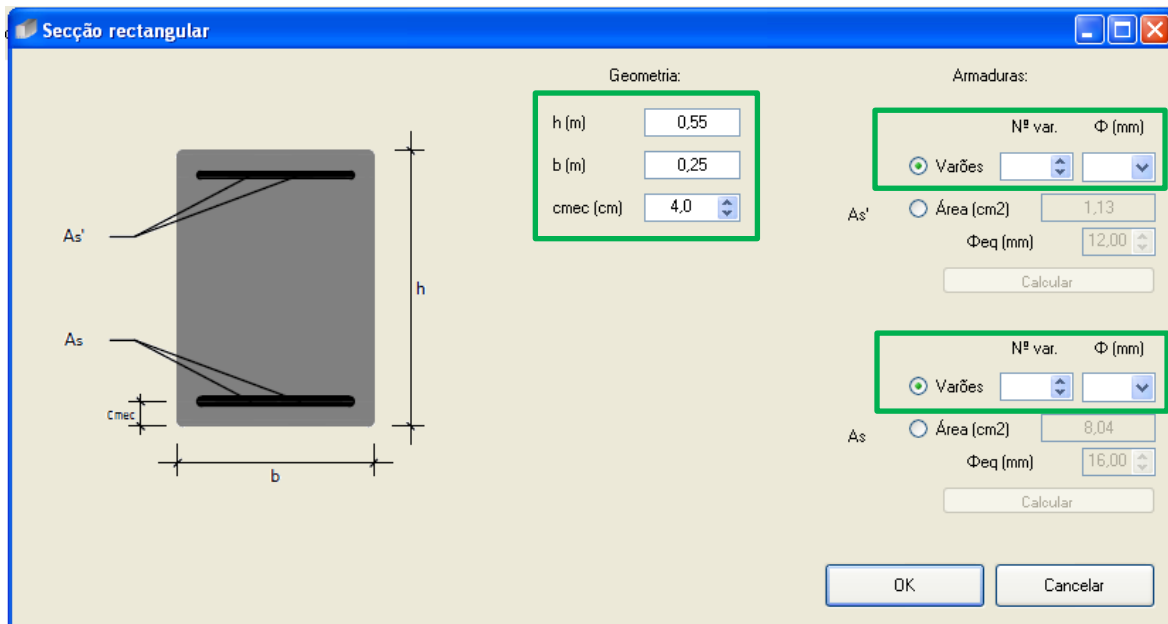 Secção rectangular
Geometria:
h (m) 0,55
b (m) 0,25
cmec (cm) 4,0
Armaduras:
Nº var. Φ (mm)
Varões
As' Área (cm2) 1,13
Φeq (mm) 12,00
Calcular
Nº var. Φ (mm)
Varões
As Área (cm2) 8,04
Φeq (mm) 16,00
Calcular
As'
As
Cmec
h
b
OK Cancelar